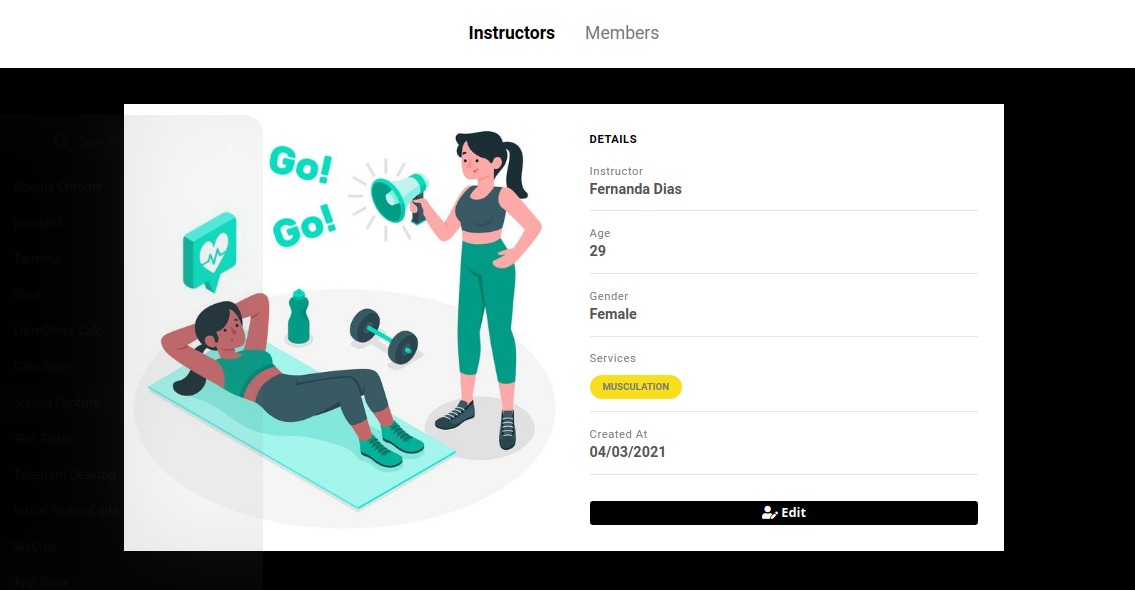 Instructors Members
Go!
Go!
DETAILS
Instructor
Fernanda Dias
Age
29
Gender
Female
Services
MUSCULATION
Created At
04/03/2021
Edit
Google Chrome
postbird
Terminal
Slack
LibreOffice Calc
Calculator
Screen Capture
Text Editor
Telegram Desktop
Visual Studio Code
WeChat
App Store